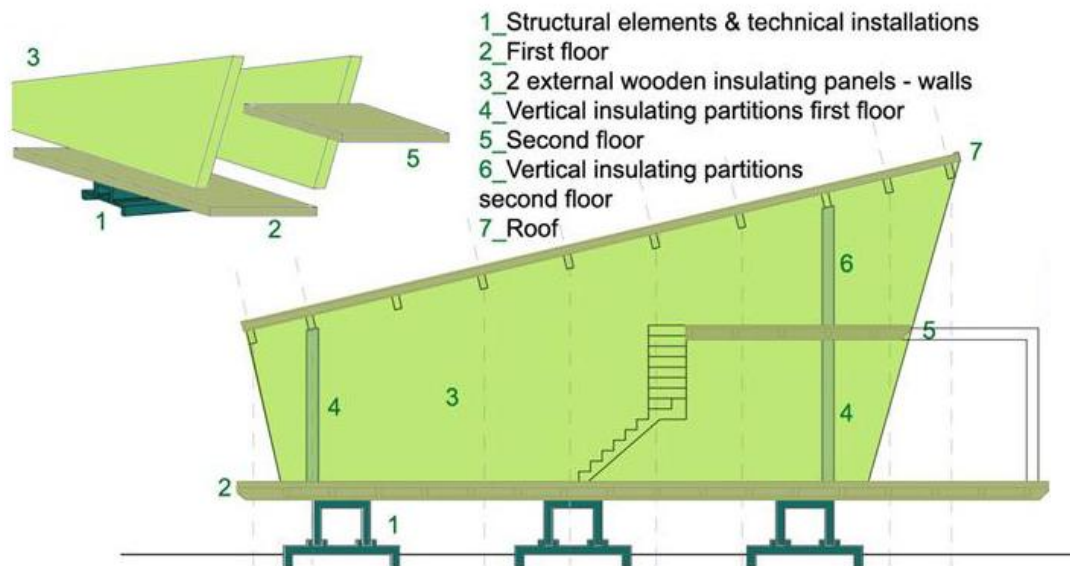 1_Structural elements & technical installations
2_First floor
3_2 external wooden insulating panels - walls
4_Vertical insulating partitions first floor
5_Second floor
6_Vertical insulating partitions
second floor
7_Roof
3
5
1
2
7
6
5
4
3
4
2
1